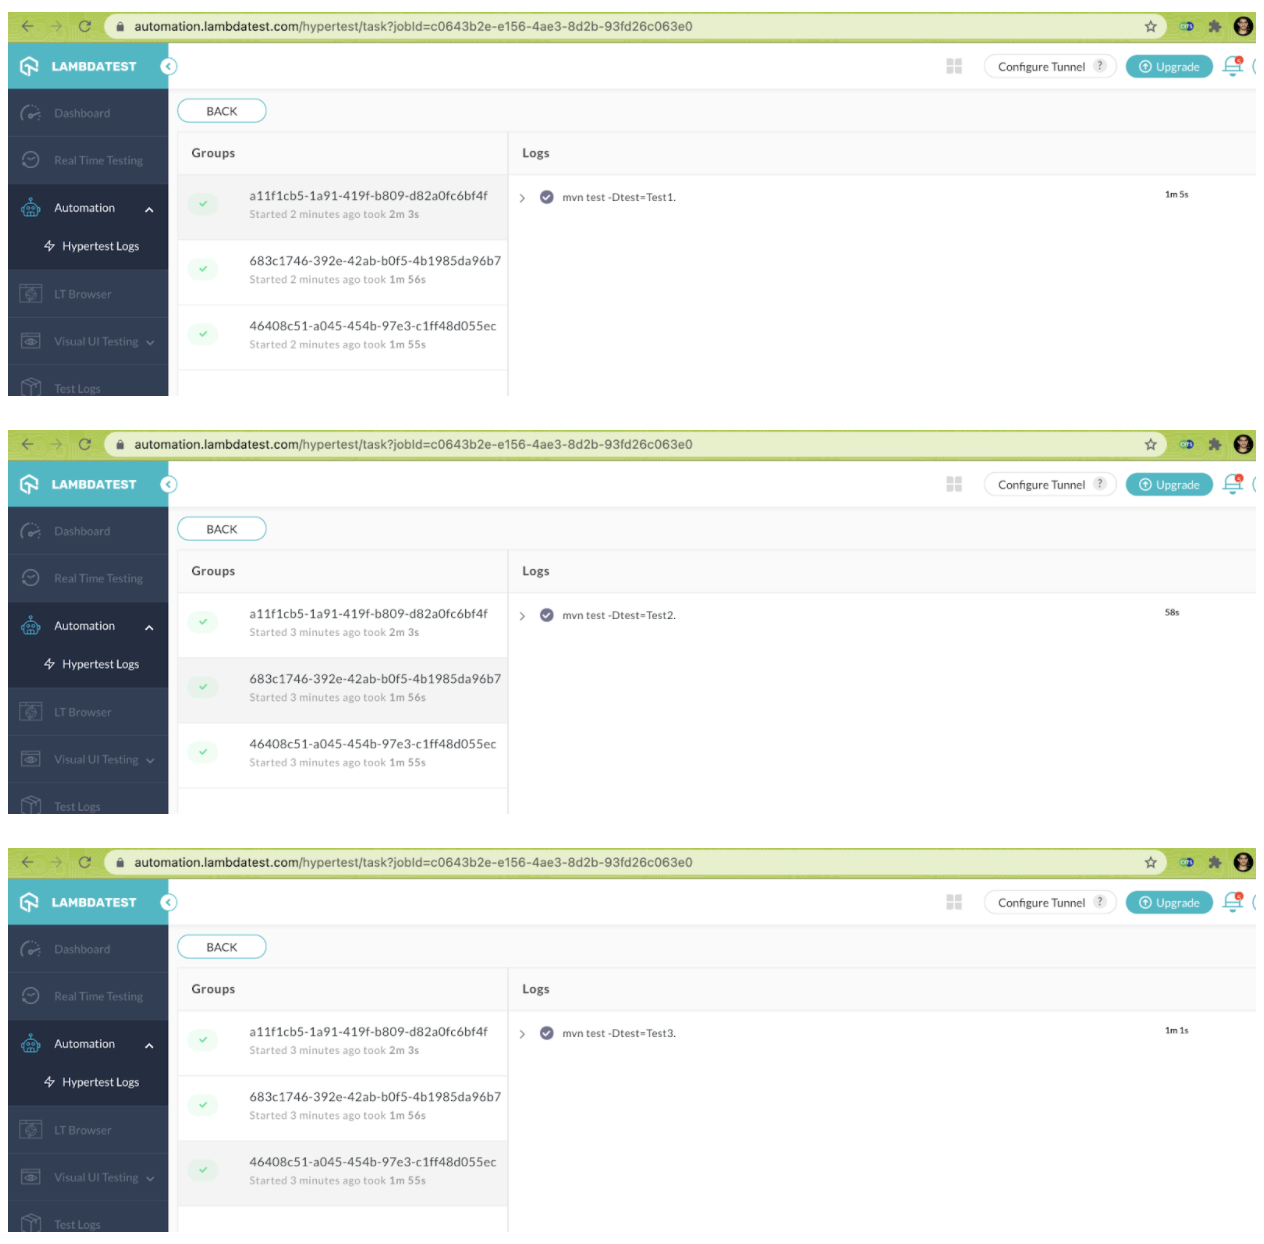 automation.lambdatest.com/hypertest/task?jobId=c0643b2e-e156-4ae3-8d2b-93fd26c063e0
LAMBDATEST
Configure Tunnel ?
Upgrade
Dashboard
BACK
Real Time Testing
Groups
Logs
Automation
a11f1cb5-1a91-419f-b809-d82a0fc6bf4f
Started 2 minutes ago took 2m 3s
mvn test -Dtest=Test1.
1m 5s
Hypertest Logs
683c1746-392e-42ab-b0f5-4b1985da96b7
Started 2 minutes ago took 1m 56s
LT Browser
46408c51-a045-454b-97e3-c1ff48d055ec
Started 2 minutes ago took 1m 55s
Visual UI Testing
Test Logs
automation.lambdatest.com/hypertest/task?jobId=c0643b2e-e156-4ae3-8d2b-93fd26c063e0
LAMBDATEST
Configure Tunnel ?
Upgrade
Dashboard
BACK
Real Time Testing
Groups
Logs
Automation
a11f1cb5-1a91-419f-b809-d82a0fc6bf4f
Started 3 minutes ago took 2m 3s
mvn test -Dtest=Test2.
58s
Hypertest Logs
683c1746-392e-42ab-b0f5-4b1985da96b7
Started 3 minutes ago took 1m 56s
LT Browser
46408c51-a045-454b-97e3-c1ff48d055ec
Started 3 minutes ago took 1m 55s
Visual UI Testing
Test Logs
automation.lambdatest.com/hypertest/task?jobId=c0643b2e-e156-4ae3-8d2b-93fd26c063e0
LAMBDATEST
Configure Tunnel ?
Upgrade
Dashboard
BACK
Real Time Testing
Groups
Logs
Automation
a11f1cb5-1a91-419f-b809-d82a0fc6bf4f
Started 3 minutes ago took 2m 3s
mvn test -Dtest=Test3.
1m 1s
Hypertest Logs
683c1746-392e-42ab-b0f5-4b1985da96b7
Started 3 minutes ago took 1m 56s
LT Browser
46408c51-a045-454b-97e3-c1ff48d055ec
Started 3 minutes ago took 1m 55s
Visual UI Testing
Test Logs